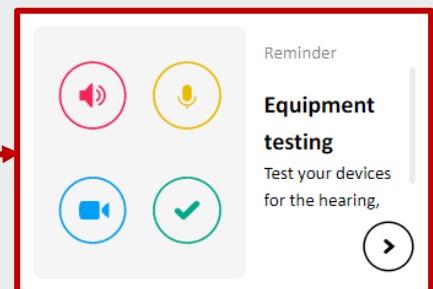 Reminder
Equipment
testing
Test your devices
for the hearing,